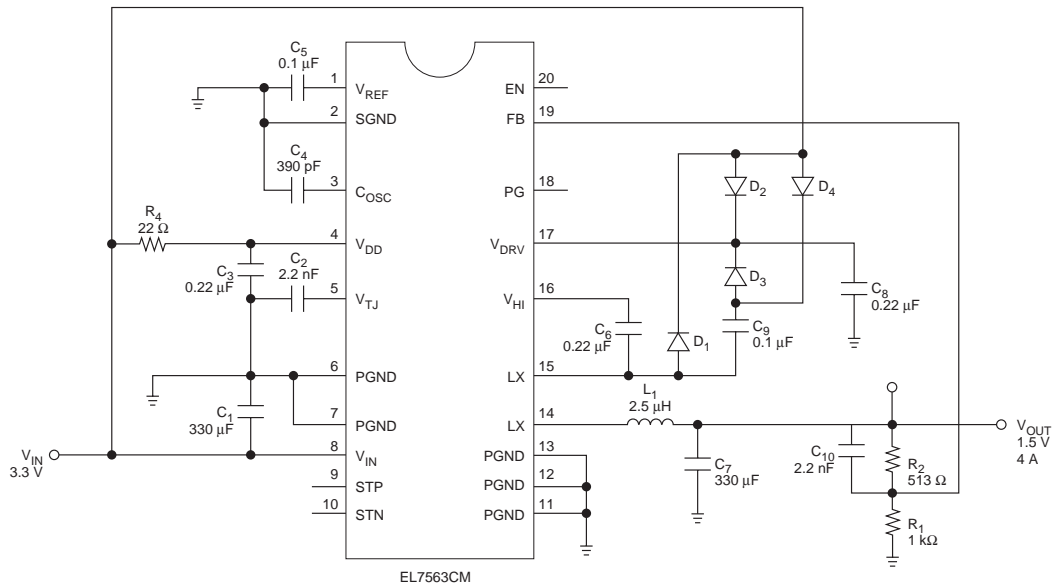 C5
0.1 µF
1
VREF
2
SGND
C4
390 pF
3
COSC
R4
22 Ω
4
VDD
C3
0.22 µF
C2
2.2 nF
5
VTJ
6
PGND
C1
330 µF
7
PGND
VIN
3.3 V
8
VIN
9
STP
10
STN
EN
20
FB
19
PG
18
VDRV
17
VHI
16
LX
15
LX
14
PGND
13
PGND
12
PGND
11
D2
D4
D3
D1
C6
0.22 µF
C9
0.1 µF
C8
0.22 µF
L1
2.5 µH
C7
330 µF
C10
2.2 nF
R2
513 Ω
R1
1 kΩ
VOUT
1.5 V
4 A
EL7563CM